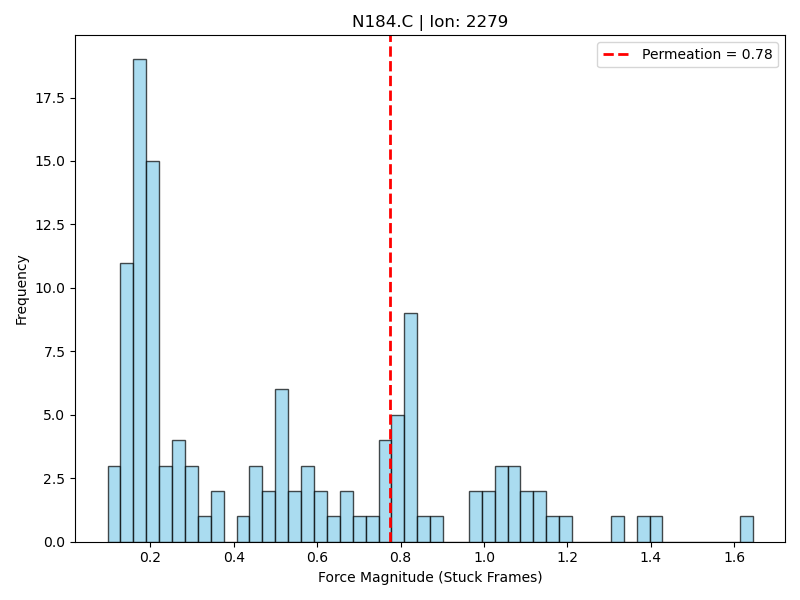 N184.C | Ion: 2279
Permeation = 0.78
17.5
15.0
12.5
10.0
7.5
5.0
2.5
0.0
Frequency
0.2 0.4 0.6 0.8 1.0 1.2 1.4 1.6
Force Magnitude (Stuck Frames)